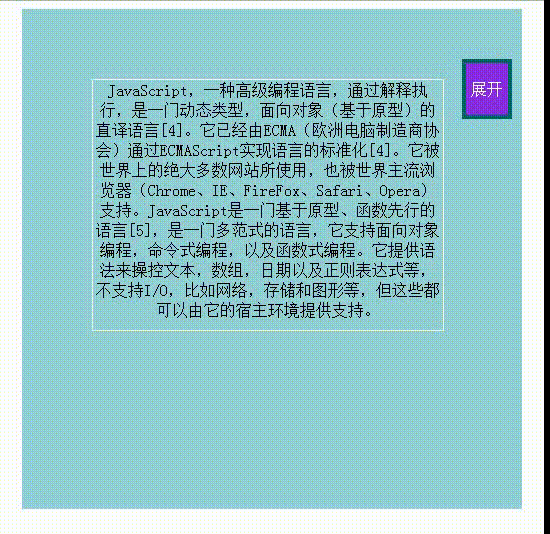 JavaScript，一种高级编程语言，通过解释执
行，是一门动态类型，面向对象（基于原型）的
直译语言[4]。它已经由ECMA（欧洲电脑制造商协
会）通过ECMAScript实现语言的标准化[4]。它被
世界上的绝大多数网站所使用，也被世界主流浏
览器（Chrome、IE、FireFox、Safari、Opera）
支持。JavaScript是一门基于原型、函数先行的
语言[5]，是一门多范式的语言，它支持面向对象
编程，命令式编程，以及函数式编程。它提供语
法来操控文本，数组，日期以及正则表达式等，
不支持I/O，比如网络，存储和图形等，但这些都
可以由它的宿主环境提供支持。
展开